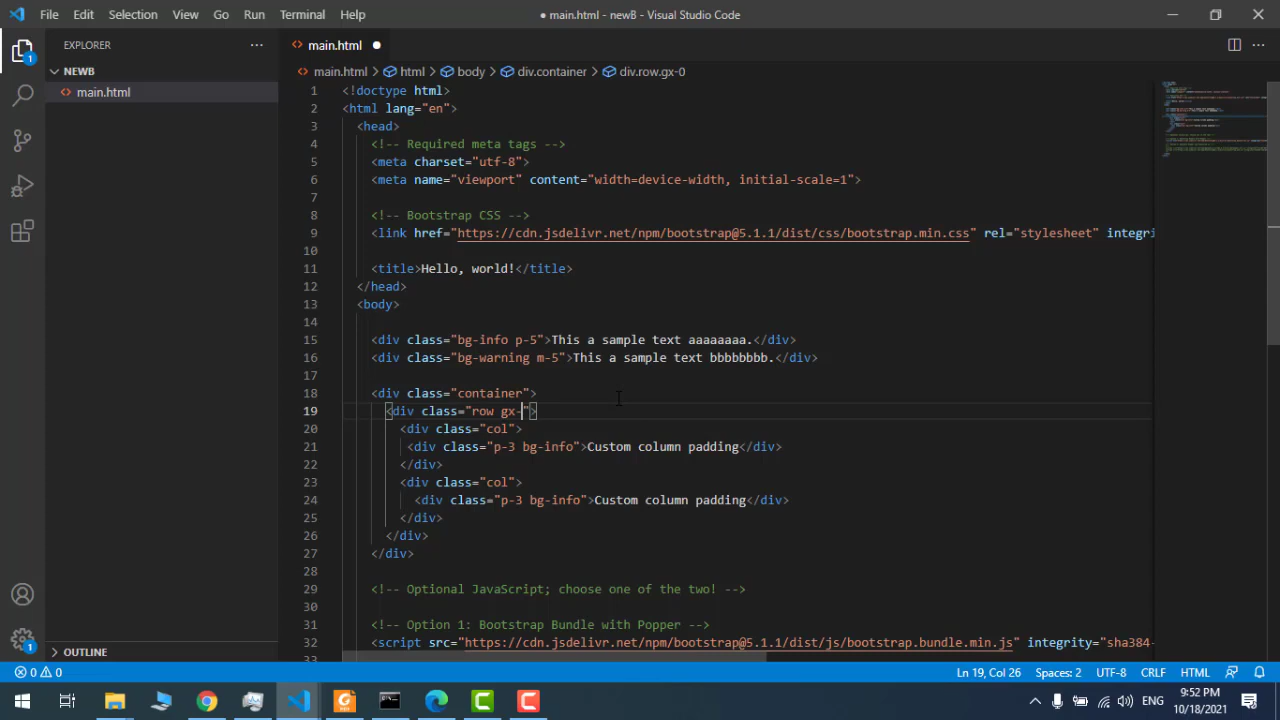 File Edit Selection View Go Run Terminal Help
● main.html - newB - Visual Studio Code
EXPLORER
main.html
NEWB
main.html
main.html > html > body > div.container > div.row.gx-0
1 <!doctype html>
2 <html lang="en">
3 <head>
4 <!-- Required meta tags -->
5 <meta charset="utf-8">
6 <meta name="viewport" content="width=device-width, initial-scale=1">
7
8 <!-- Bootstrap CSS -->
9 <link href="https://cdn.jsdelivr.net/npm/bootstrap@5.1.1/dist/css/bootstrap.min.css" rel="stylesheet" integri
10
11 <title>Hello, world!</title>
12 </head>
13 <body>
14
15 <div class="bg-info p-5">This a sample text aaaaaaaa.</div>
16 <div class="bg-warning m-5">This a sample text bbbbbbbb.</div>
17
18 <div class="container">
19 <div class="row gx-">
20 <div class="col">
21 <div class="p-3 bg-info">Custom column padding</div>
22 </div>
23 <div class="col">
24 <div class="p-3 bg-info">Custom column padding</div>
25 </div>
26 </div>
27 </div>
28
29 <!-- Optional JavaScript; choose one of the two! -->
30
31 <!-- Option 1: Bootstrap Bundle with Popper -->
32 <script src="https://cdn.jsdelivr.net/npm/bootstrap@5.1.1/dist/js/bootstrap.bundle.min.js" integrity="sha384-
33
OUTLINE
1
1
0 0 Ln 19, Col 26 Spaces: 2 UTF-8 CRLF HTML
ENG
9:52 PM
10/18/2021